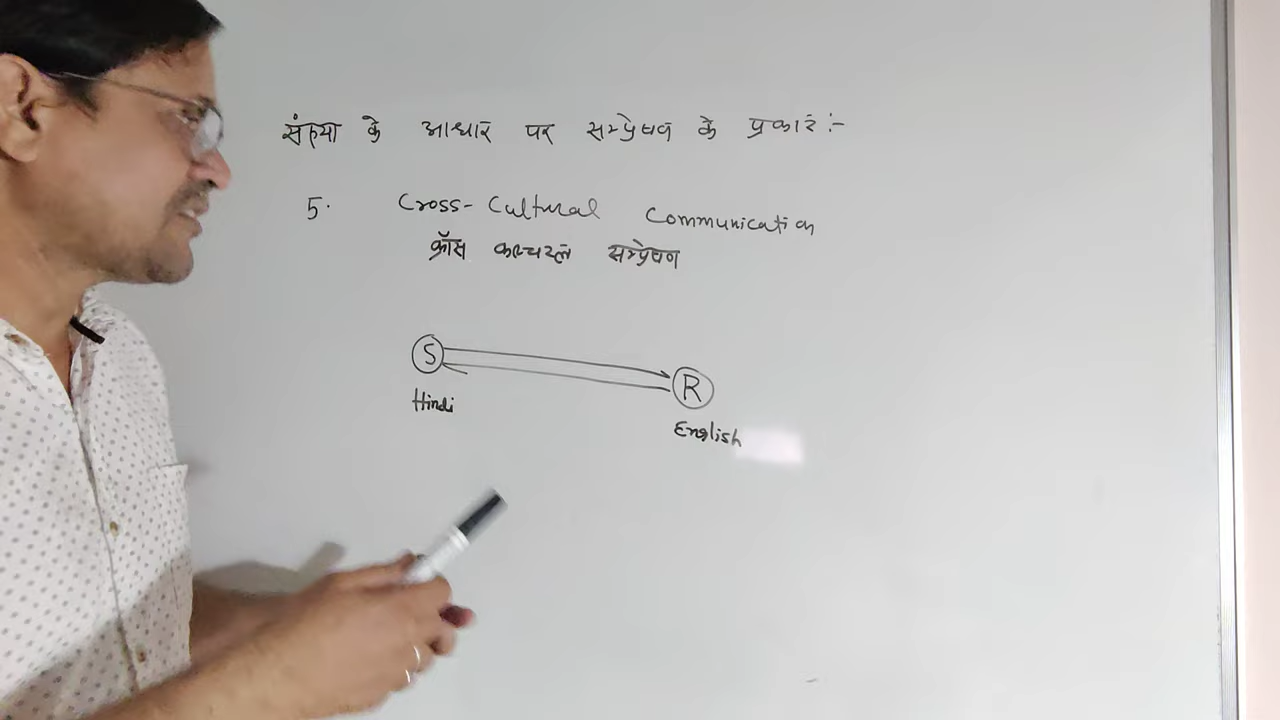 संख्या के आधार पर सम्प्रेषण के प्रकार :-
5. Cross-Cultural Communication
क्रॉस कल्चरल सम्प्रेषण
S
R
Hindi
English